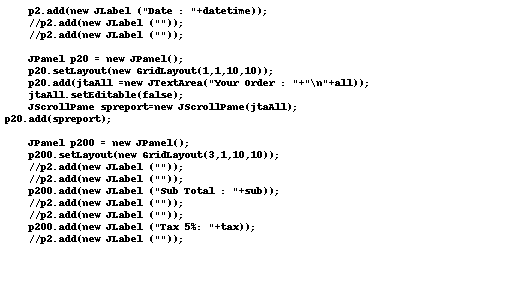 p2.add(new JLabel ("Date : "+datetime));
//p2.add(new JLabel (""));
//p2.add(new JLabel (""));
JPanel p20 = new JPanel();
p20.setLayout(new GridLayout(1,1,10,10));
p20.add(jtaAll =new JTextArea("Your Order : "+"\n"+all));
jtaAll.setEditable(false);
JScrollPane spreport=new JScrollPane(jtaAll);
p20.add(spreport);
JPanel p200 = new JPanel();
p200.setLayout(new GridLayout(3,1,10,10));
//p2.add(new JLabel (""));
//p2.add(new JLabel (""));
p200.add(new JLabel ("Sub Total : "+sub));
//p2.add(new JLabel (""));
//p2.add(new JLabel (""));
p200.add(new JLabel ("Tax 5%: "+tax));
//p2.add(new JLabel (""));